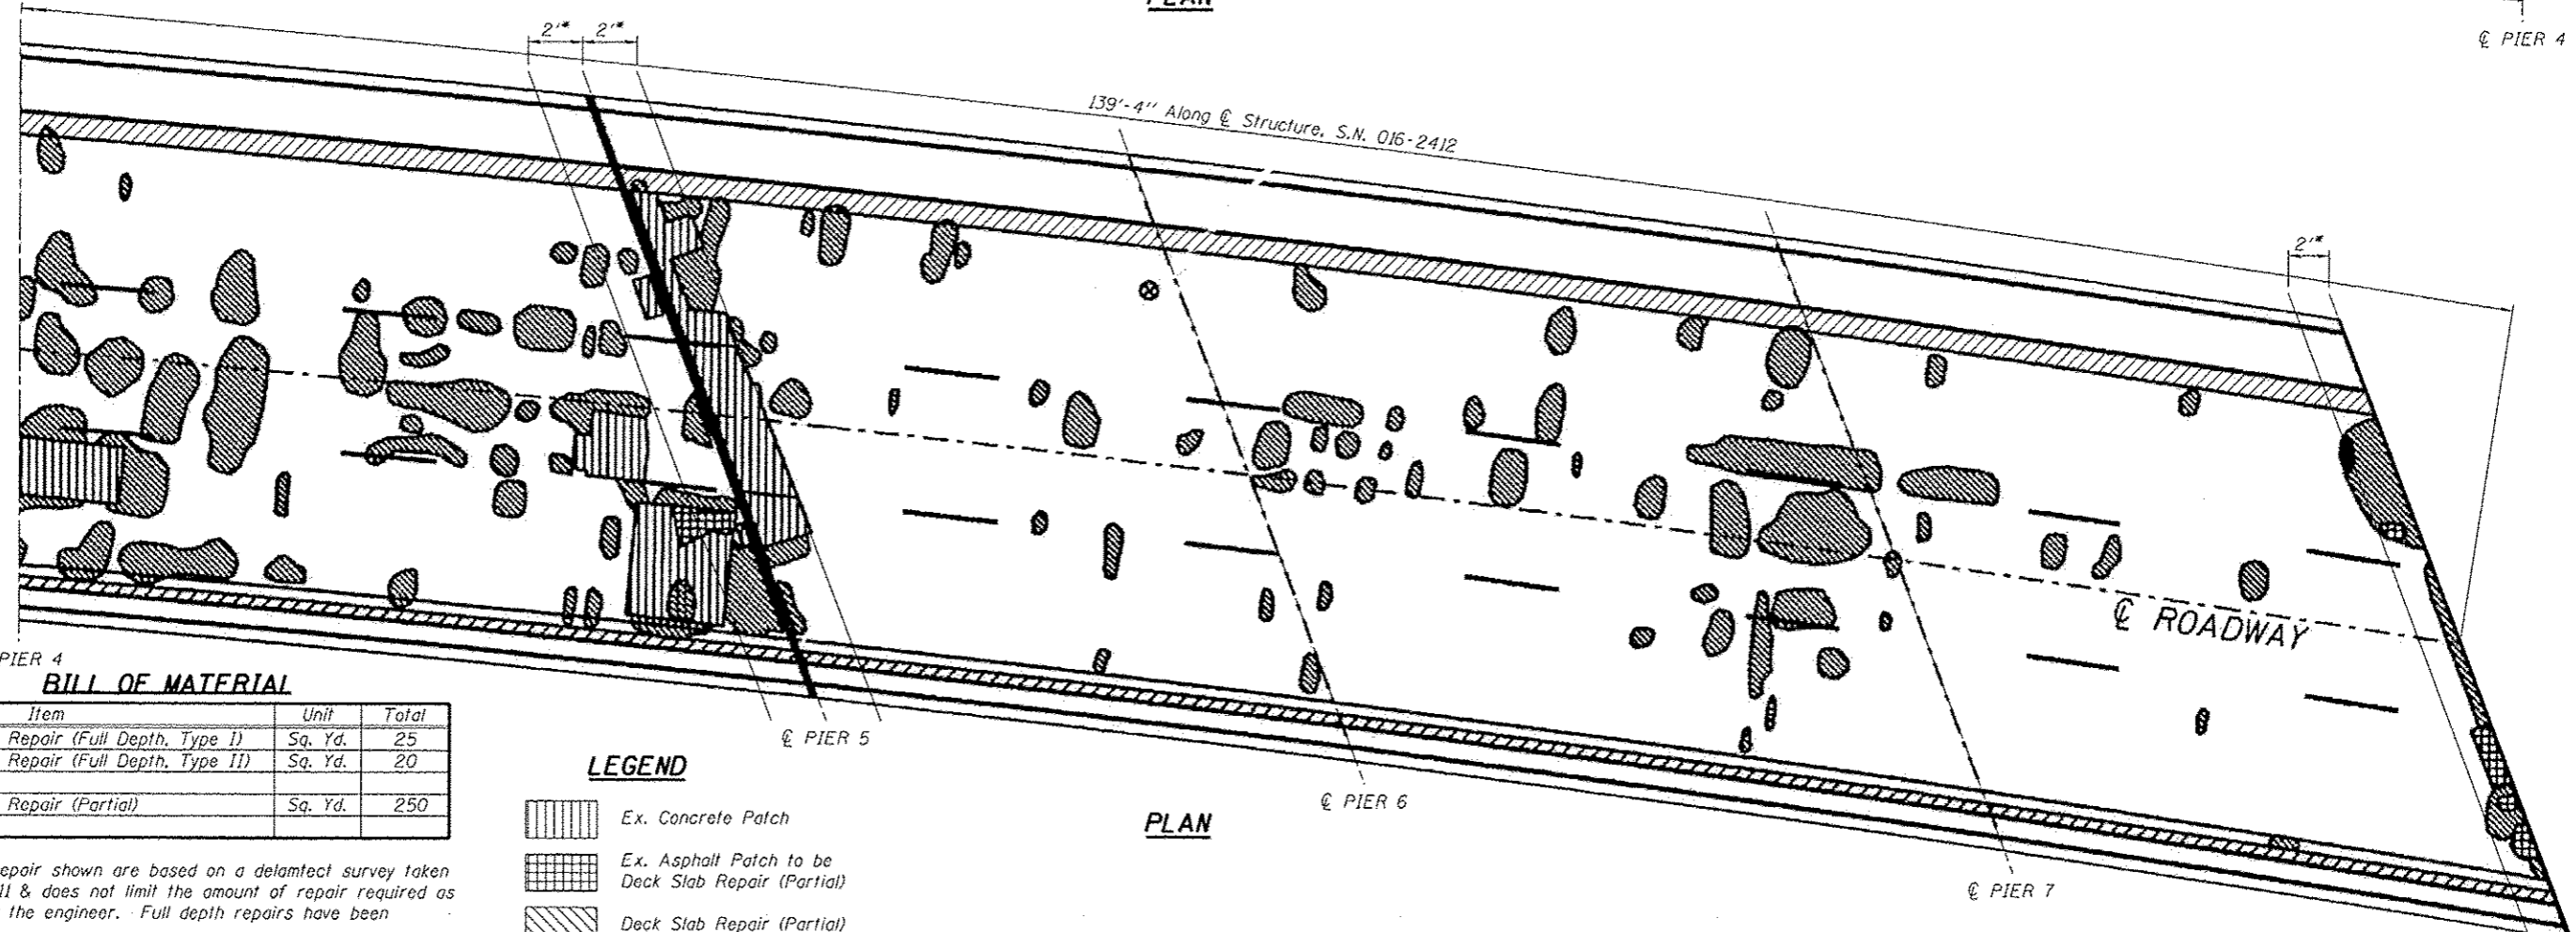 PLAN
℄ PIER 4
2'* 2'*
139'-4" Along ℄ Structure, S.N. 016-2412
2'*
℄ ROADWAY
PIER 4
℄ PIER 5
℄ PIER 6
℄ PIER 7
BILL OF MATERIAL
Item Unit Total
Repair (Full Depth, Type I) Sq. Yd. 25
Repair (Full Depth, Type II) Sq. Yd. 20
Repair (Partial) Sq. Yd. 250
epair shown are based on a delamtect survey taken
11 & does not limit the amount of repair required as
the engineer. Full depth repairs have been
LEGEND
Ex. Concrete Patch
Ex. Asphalt Patch to be
Deck Slab Repair (Partial)
Deck Slab Repair (Partial)
PLAN